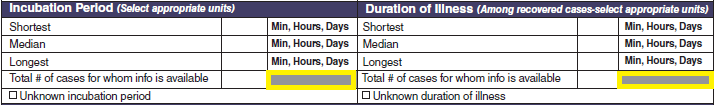 Incubation Period (Select appropriate units) Duration of Illness (Among recovered cases-select appropriate units)
Shortest Min, Hours, Days Shortest Min, Hours, Days
Median Min, Hours, Days Median Min, Hours, Days
Longest Min, Hours, Days Longest Min, Hours, Days
Total # of cases for whom info is available Total # of cases for whom info is available
☐ Unknown incubation period ☐ Unknown duration of illness